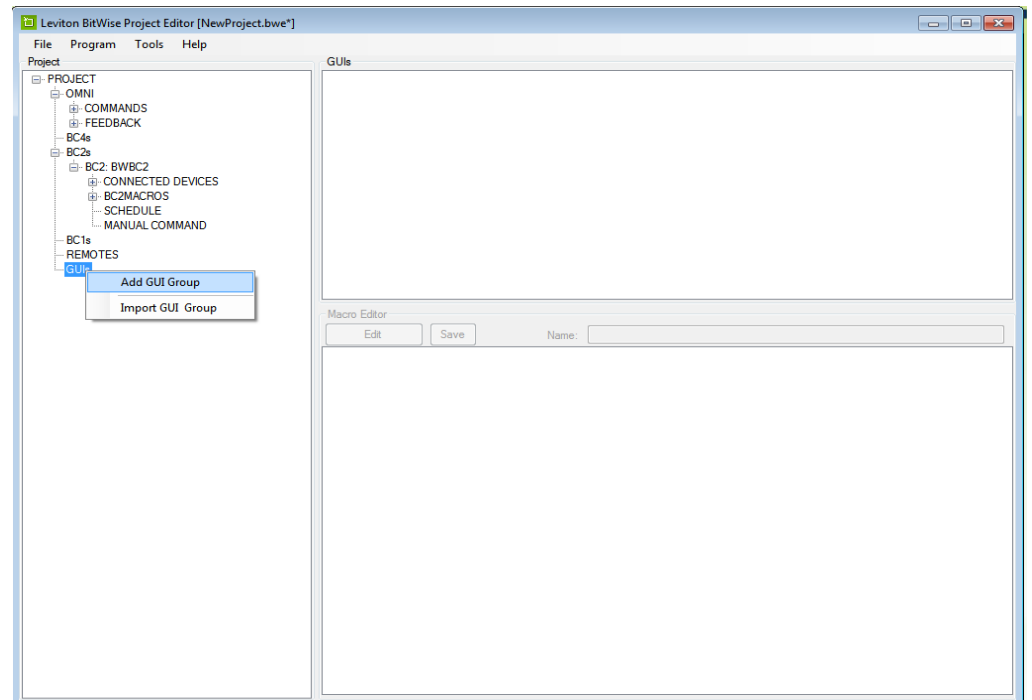 Leviton BitWise Project Editor [NewProject.bwe*]
File Program Tools Help
Project
PROJECT
OMNI
COMMANDS
FEEDBACK
BC4s
BC2s
BC2: BWBC2
CONNECTED DEVICES
BC2MACROS
SCHEDULE
MANUAL COMMAND
BC1s
REMOTES
GUIs
Add GUI Group
Import GUI Group
GUIs
Macro Editor
Edit Save Name: